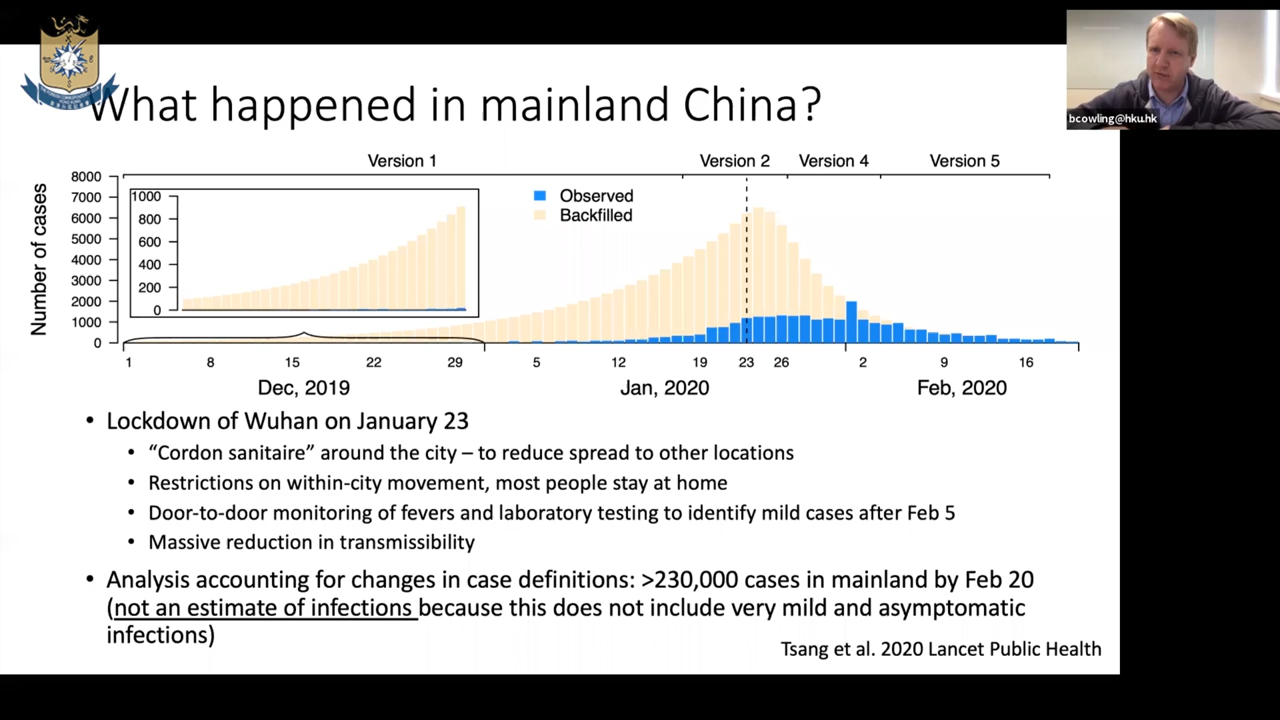 What happened in mainland China?
bcowling@hku.hk
Version 1 Version 2 Version 4 Version 5
Number of cases
8000
7000
6000
5000
4000
3000
2000
1000
0
1000
800
600
400
200
0
Observed
Backfilled
1 8 15 22 29 5 12 19 23 26 2 9 16
Dec, 2019 Jan, 2020 Feb, 2020
• Lockdown of Wuhan on January 23
• “Cordon sanitaire” around the city – to reduce spread to other locations
• Restrictions on within-city movement, most people stay at home
• Door-to-door monitoring of fevers and laboratory testing to identify mild cases after Feb 5
• Massive reduction in transmissibility
• Analysis accounting for changes in case definitions: >230,000 cases in mainland by Feb 20
(not an estimate of infections because this does not include very mild and asymptomatic
infections)
Tsang et al. 2020 Lancet Public Health